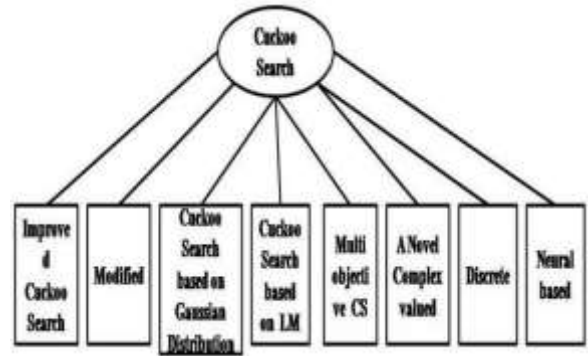 Cuckoo
Search
Improve
d
Cuckoo
Search
Modified
Cuckoo
Search
based on
Gaussian
Distribution
Cuckoo
Search
based
on LM
Multi
objecti
ve CS
A Novel
Complex
valued
Discrete
Neural
based